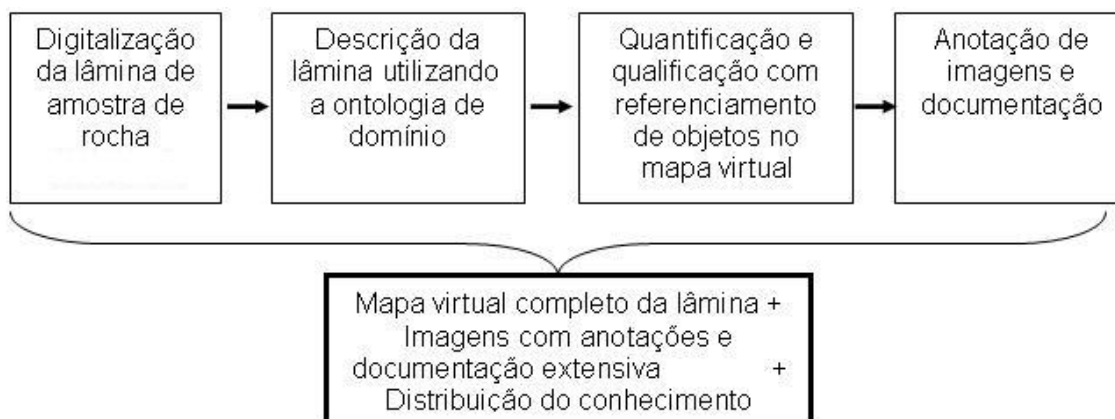 Digitalização
da lâmina de
amostra de
rocha
Descrição da
lâmina utilizando
a ontologia de
domínio
Quantificação e
qualificação com
referenciamento
de objetos no
mapa virtual
Anotação de
imagens e
documentação
Mapa virtual completo da lâmina +
Imagens com anotações e
documentação extensiva +
Distribuição do conhecimento